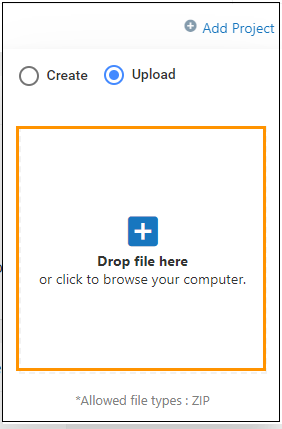 Add Project
Create Upload
Drop file here
or click to browse your computer.
*Allowed file types : ZIP